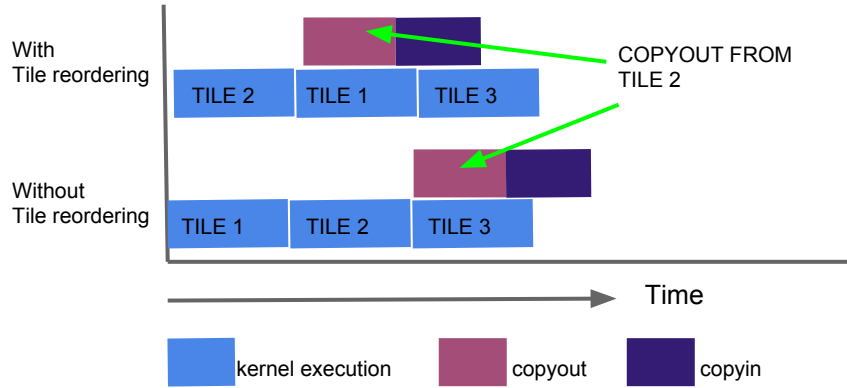 With
Tile reordering
TILE 2
TILE 1
TILE 3
COPYOUT FROM
TILE 2
Without
Tile reordering
TILE 1
TILE 2
TILE 3
Time
kernel execution
copyout
copyin